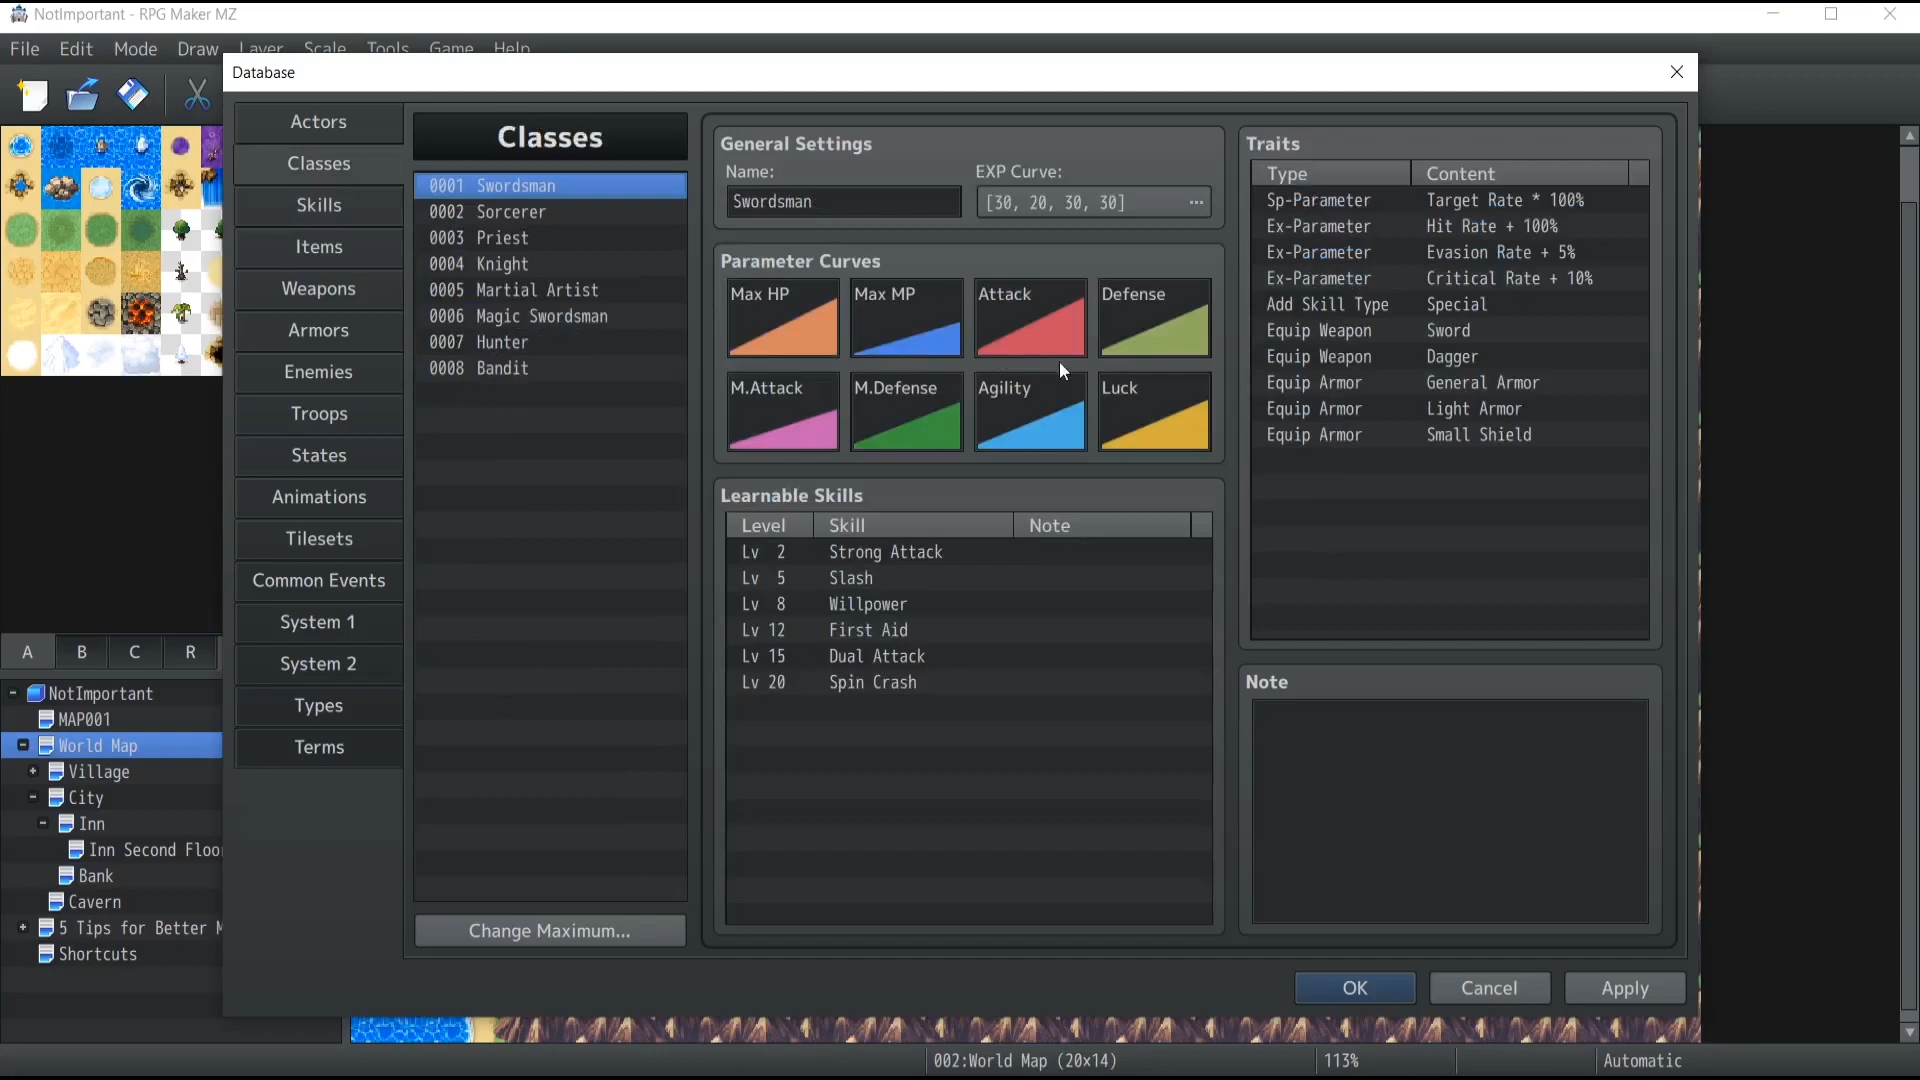 NotImportant - RPG Maker MZ
File Edit Mode Draw Layer Scale Tools Game Help
Database
Actors
Classes
Skills
Items
Weapons
Armors
Enemies
Troops
States
Animations
Tilesets
Common Events
System 1
System 2
Types
Terms
Classes
0001 Swordsman
0002 Sorcerer
0003 Priest
0004 Knight
0005 Martial Artist
0006 Magic Swordsman
0007 Hunter
0008 Bandit
Change Maximum...
General Settings
Name: EXP Curve:
Swordsman [30, 20, 30, 30] ...
Parameter Curves
Max HP Max MP Attack Defense
M.Attack M.Defense Agility Luck
Learnable Skills
Level Skill Note
Lv 2 Strong Attack
Lv 5 Slash
Lv 8 Willpower
Lv 12 First Aid
Lv 15 Dual Attack
Lv 20 Spin Crash
Traits
Type Content
Sp-Parameter Target Rate * 100%
Ex-Parameter Hit Rate + 100%
Ex-Parameter Evasion Rate + 5%
Ex-Parameter Critical Rate + 10%
Add Skill Type Special
Equip Weapon Sword
Equip Weapon Dagger
Equip Armor General Armor
Equip Armor Light Armor
Equip Armor Small Shield
Note
OK Cancel Apply
A B C R
NotImportant
MAP001
World Map
Village
City
Inn
Inn Second Floor
Bank
Cavern
5 Tips for Better M
Shortcuts
002:World Map (20×14) 113% Automatic